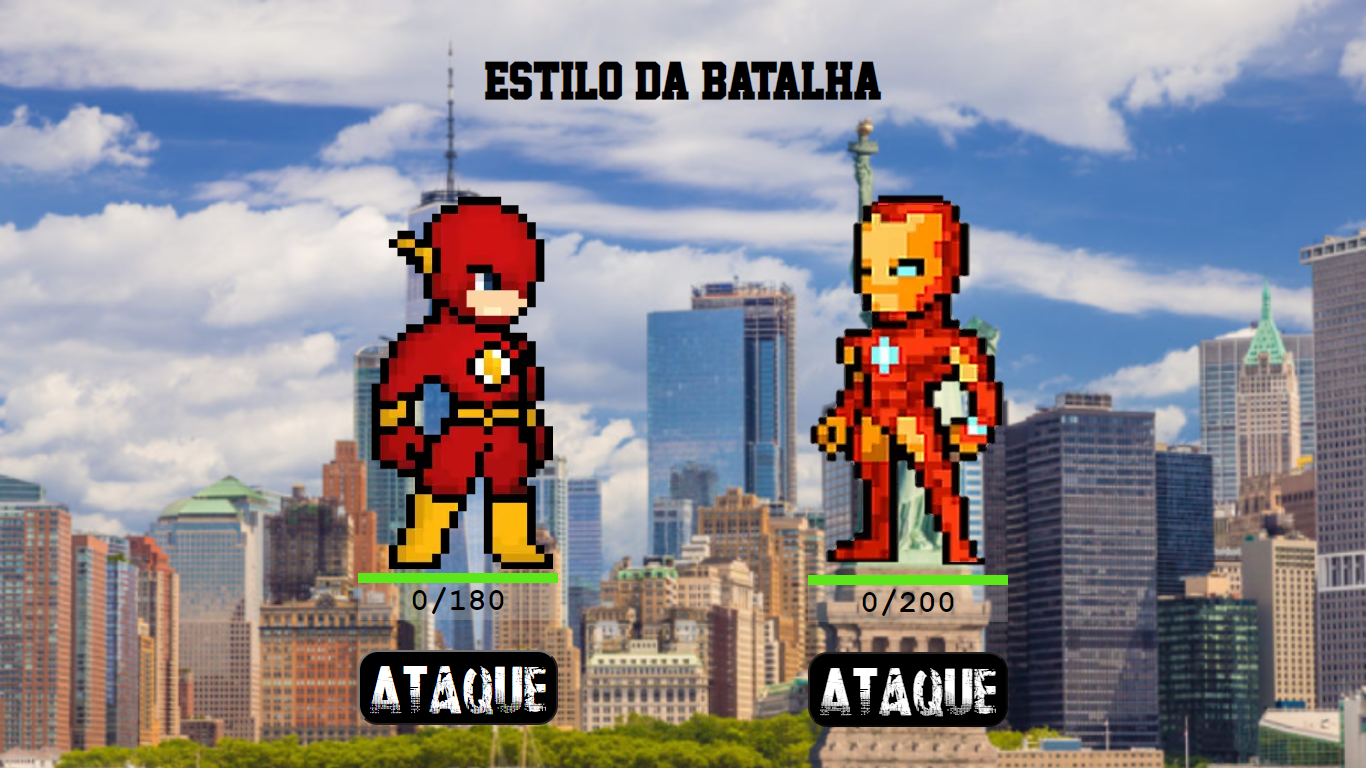 ESTILO DA BATALHA
0/180
0/200
ATAQUE
ATAQUE